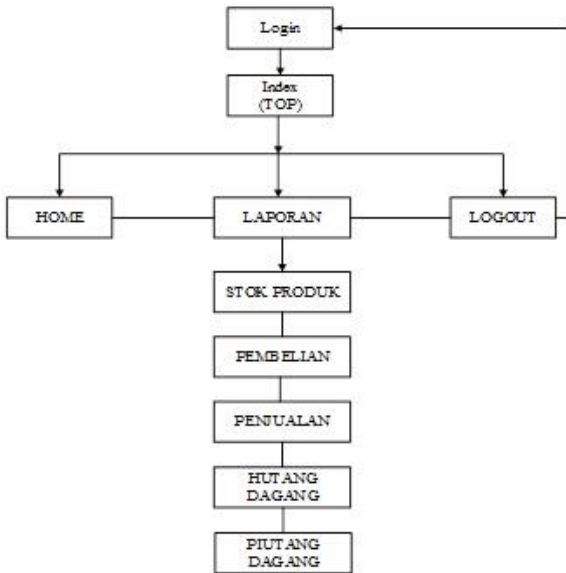 Login
Index
(TOP)
HOME
LAPORAN
LOGOUT
STOK PRODUK
PEMBELIAN
PENJUALAN
HUTANG
DAGANG
PIUTANG
DAGANG